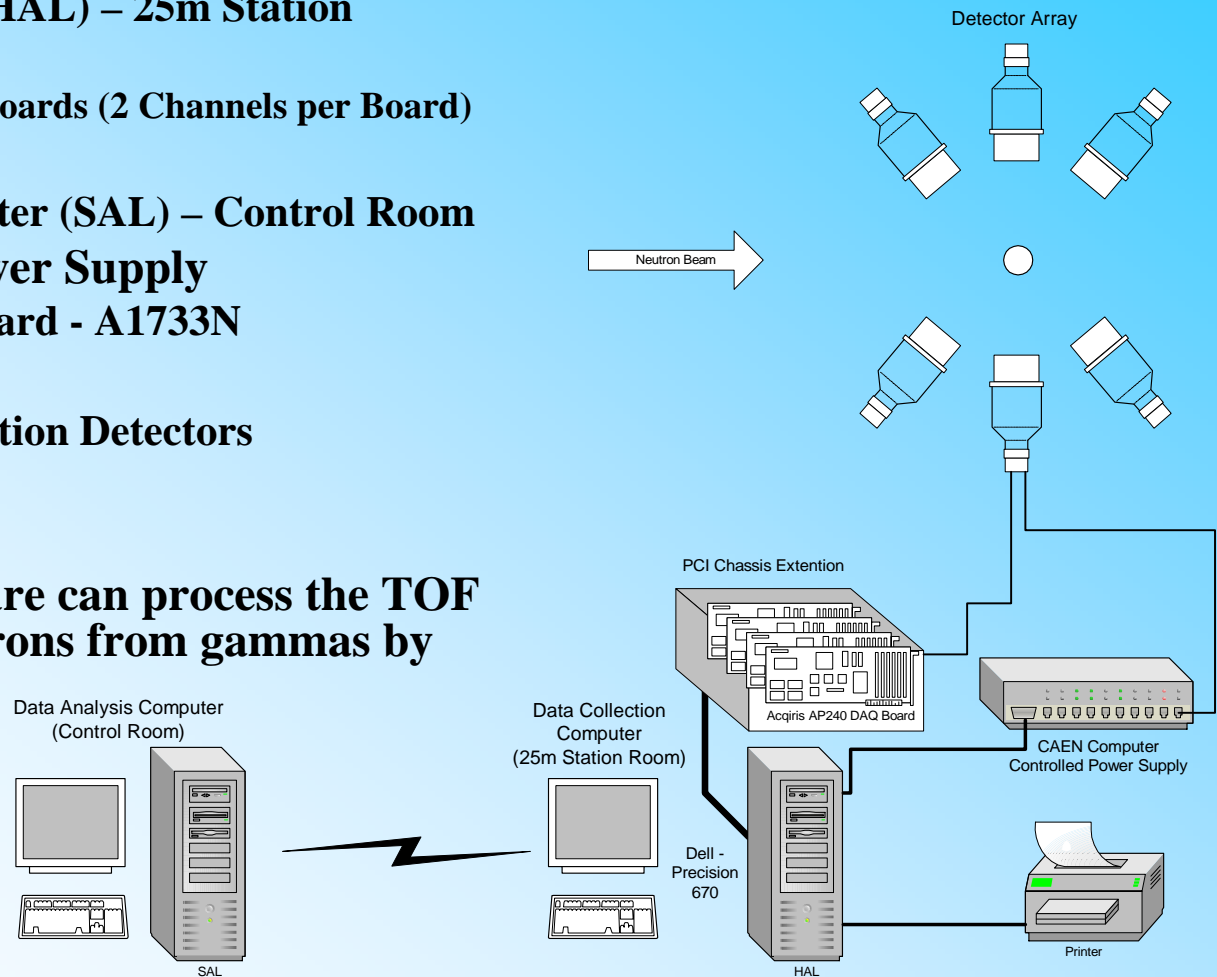 HAL) – 25m Station
oards (2 Channels per Board)
ter (SAL) – Control Room
ver Supply
ard - A1733N
tion Detectors
are can process the TOF
rons from gammas by
Detector Array
Neutron Beam
PCI Chassis Extention
Acqiris AP240 DAQ Board
CAEN Computer
Controlled Power Supply
Data Analysis Computer
(Control Room)
SAL
Data Collection
Computer
(25m Station Room)
Dell -
Precision
670
HAL
Printer